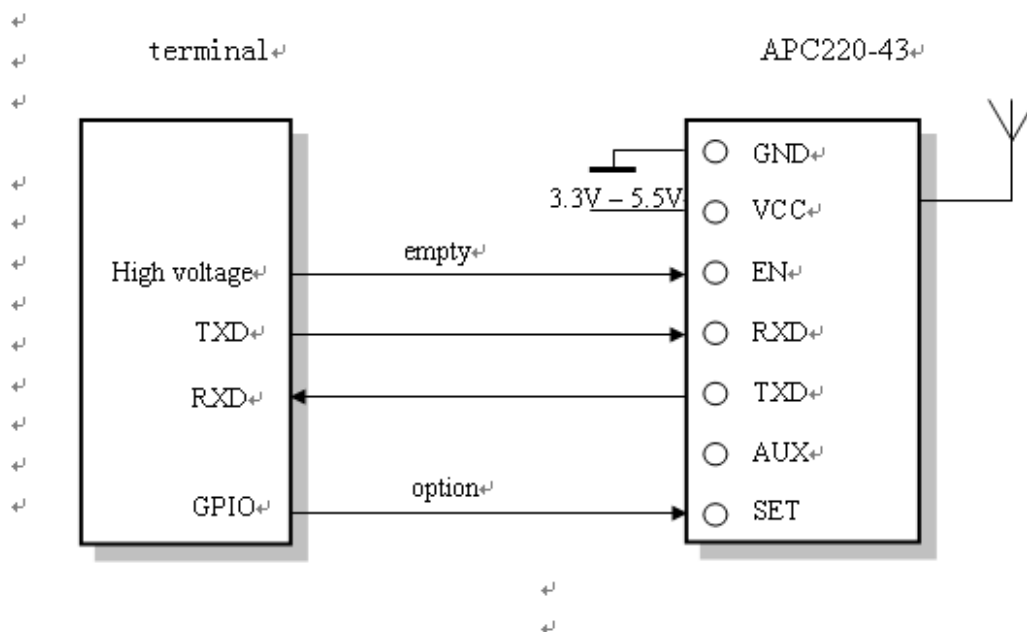 terminal
APC220-43
GND
3.3V – 5.5V
VCC
empty
High voltage
EN
TXD
RXD
RXD
TXD
AUX
option
GPIO
SET